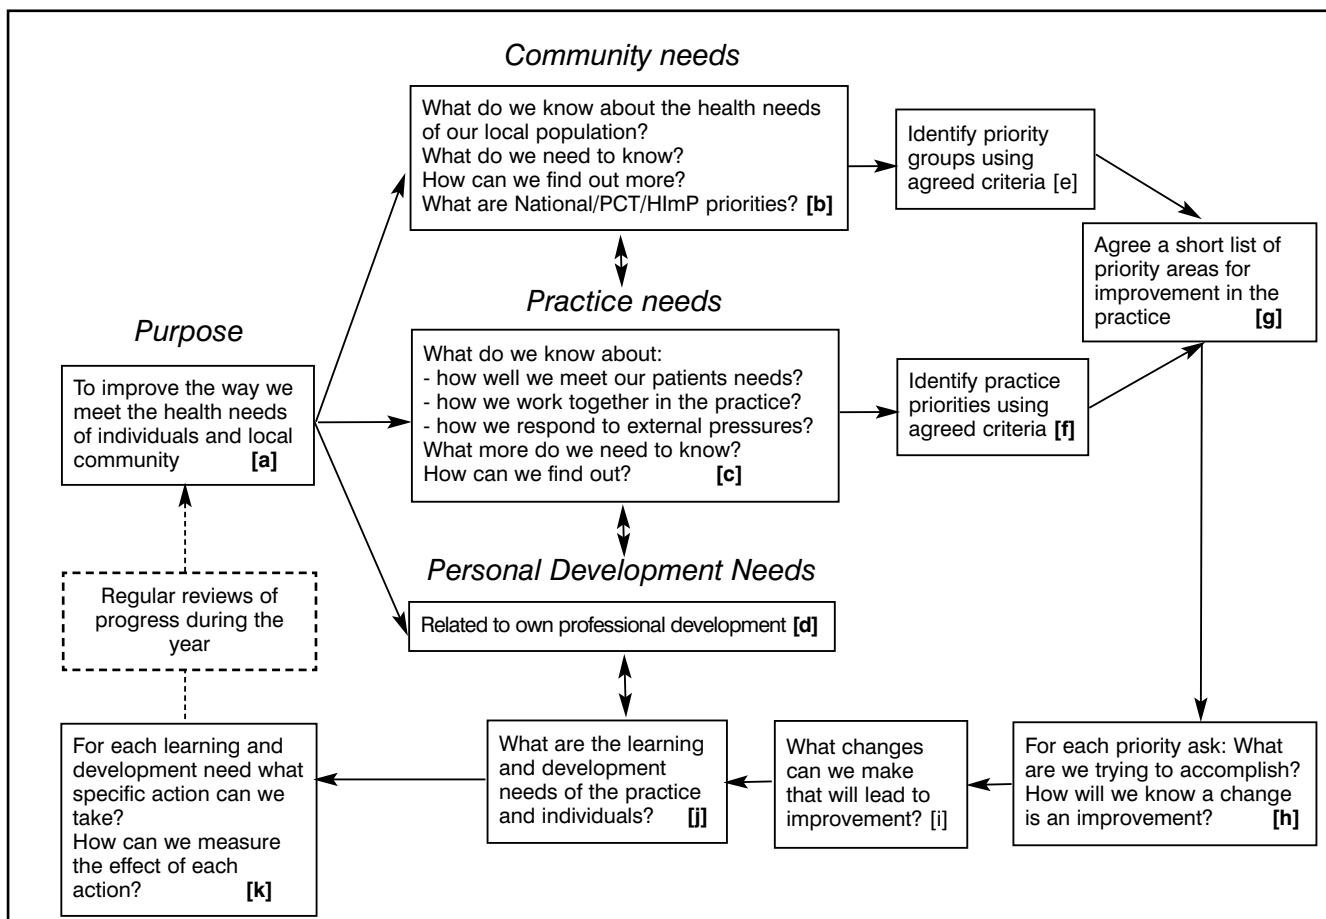 Community needs
What do we know about the health needs
of our local population?
What do we need to know?
How can we find out more?
What are National/PCT/HImP priorities? [b]
Identify priority
groups using
agreed criteria [e]
Agree a short list of
priority areas for
improvement in the
practice [g]
Practice needs
What do we know about:
- how well we meet our patients needs?
- how we work together in the practice?
- how we respond to external pressures?
What more do we need to know?
How can we find out? [c]
Identify practice
priorities using
agreed criteria [f]
Purpose
To improve the way we
meet the health needs
of individuals and local
community [a]
Personal Development Needs
Related to own professional development [d]
Regular reviews of
progress during the
year
For each learning and
development need what
specific action can we
take?
How can we measure
the effect of each
action? [k]
What are the learning
and development
needs of the practice
and individuals? [j]
What changes
can we make
that will lead to
improvement? [i]
For each priority ask: What
are we trying to accomplish?
How will we know a change
is an improvement? [h]